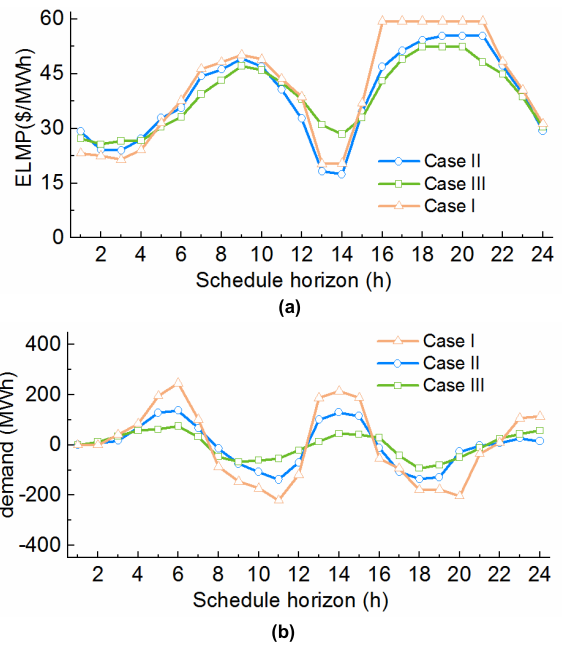 60
45
30
15
0
ELMP($/MWh)
Case II
Case III
Case I
2 4 6 8 10 12 14 16 18 20 22 24
Schedule horizon (h)
(a)
400
200
0
-200
-400
demand (MWh)
Case I
Case II
Case III
2 4 6 8 10 12 14 16 18 20 22 24
Schedule horizon (h)
(b)